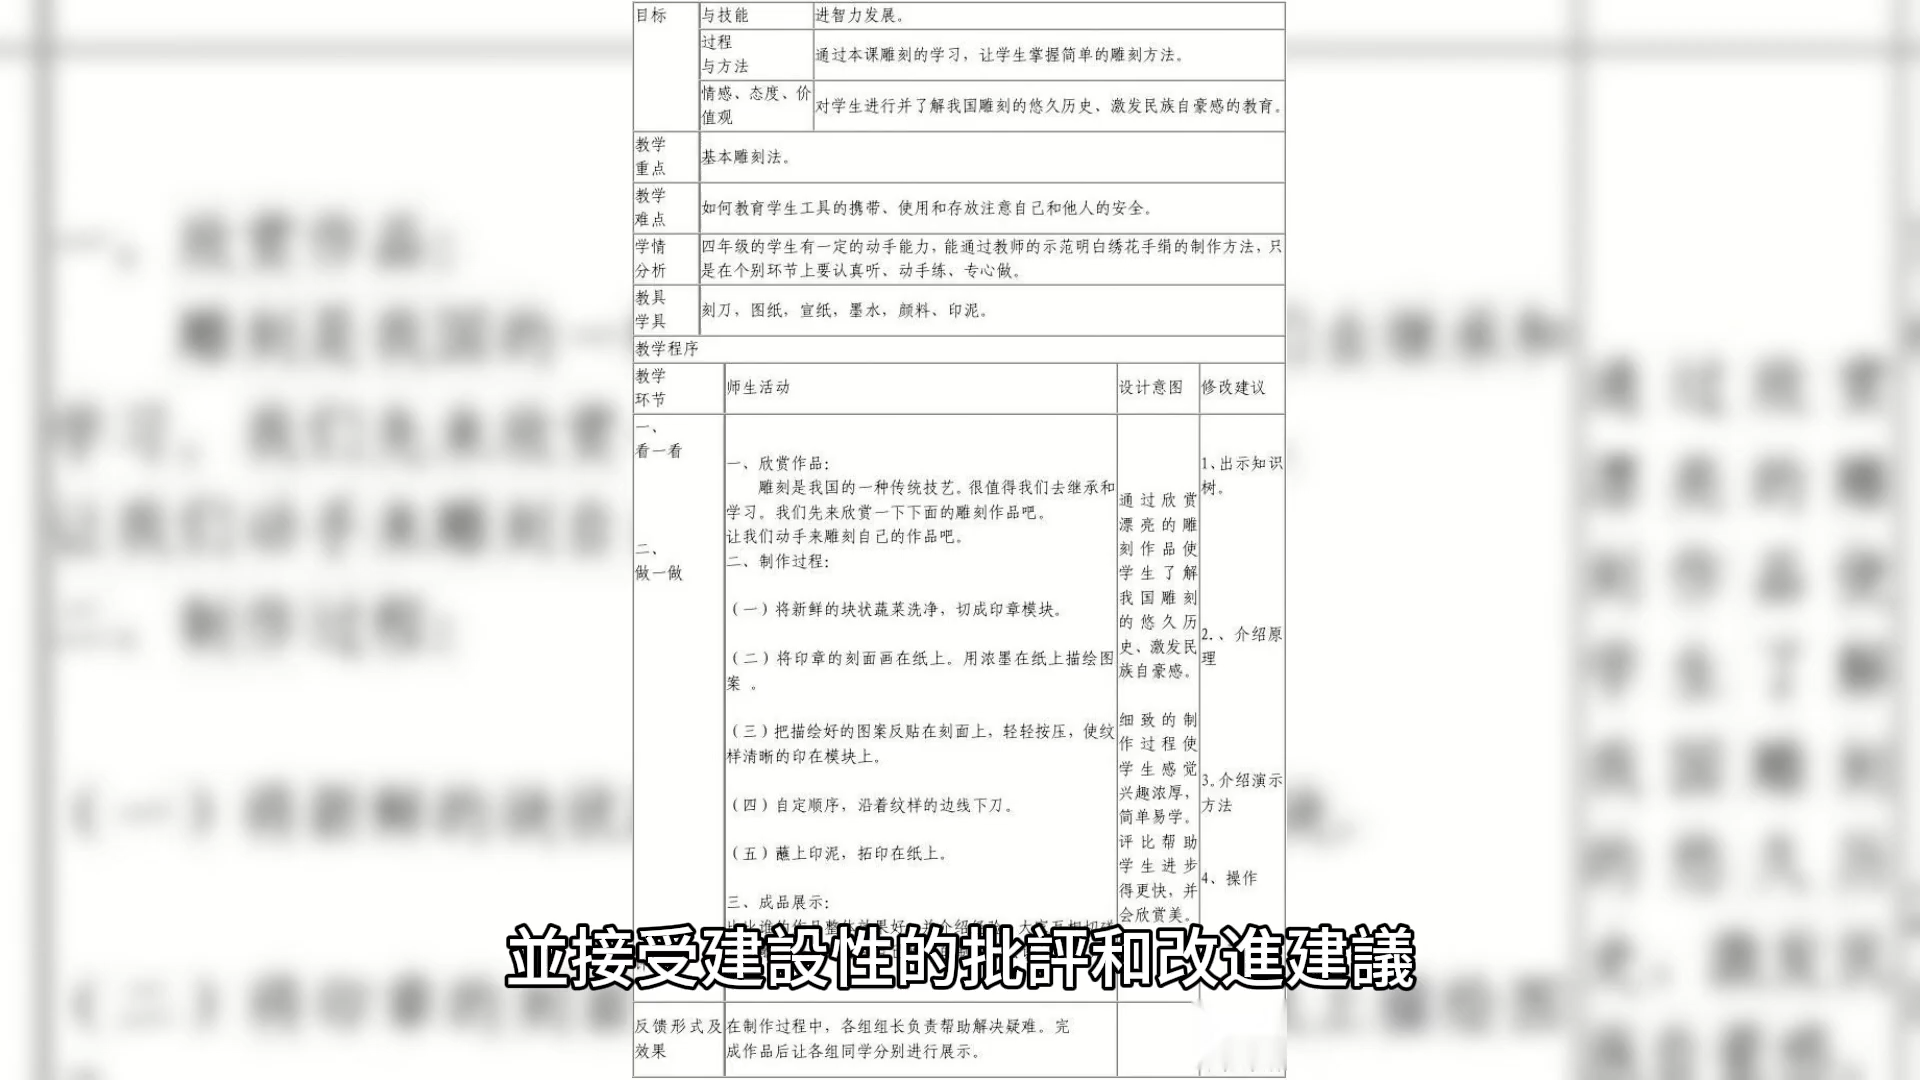 目标
与技能
进智力发展。
过程
与方法
通过本课雕刻的学习，让学生掌握简单的雕刻方法。
情感、态度、价
值观
对学生进行并了解我国雕刻的悠久历史、激发民族自豪感的教育。
教学
重点
基本雕刻法。
教学
难点
如何教育学生工具的携带、使用和存放注意自己和他人的安全。
学情
分析
四年级的学生有一定的动手能力，能通过教师的示范明白绣花手绢的制作方法，只
是在个别环节上要认真听、动手练、专心做。
教具
学具
刻刀，图纸，宣纸，墨水，颜料、印泥。
教学程序
教学
环节
师生活动
设计意图
修改建议
一、
看一看
二、
做一做
一、欣赏作品：
雕刻是我国的一种传统技艺。很值得我们去继承和
学习。我们先来欣赏一下下面的雕刻作品吧。
让我们动手来雕刻自己的作品吧。
二、制作过程：
（一）将新鲜的块状蔬菜洗净，切成印章模块。
（二）将印章的刻面画在纸上。用浓墨在纸上描绘图
案 。
（三）把描绘好的图案反贴在刻面上，轻轻按压，使纹
样清晰的印在模块上。
（四）自定顺序，沿着纹样的边线下刀。
（五）蘸上印泥，拓印在纸上。
三、成品展示：
通过欣赏
漂亮的雕
刻作品使
学生了解
我国雕刻
的悠久历
史、激发民
族自豪感。
细致的制
作过程使
学生感觉
兴趣浓厚，
简单易学。
评比帮助
学生进步
得更快，并
会欣赏美。
1、出示知识
树。
2.、介绍原
理
3。介绍演示
方法
4、操作
並接受建設性的批評和改進建議
反馈形式及
效果
在制作过程中，各组组长负责帮助解决疑难。完
成作品后让各组同学分别进行展示。